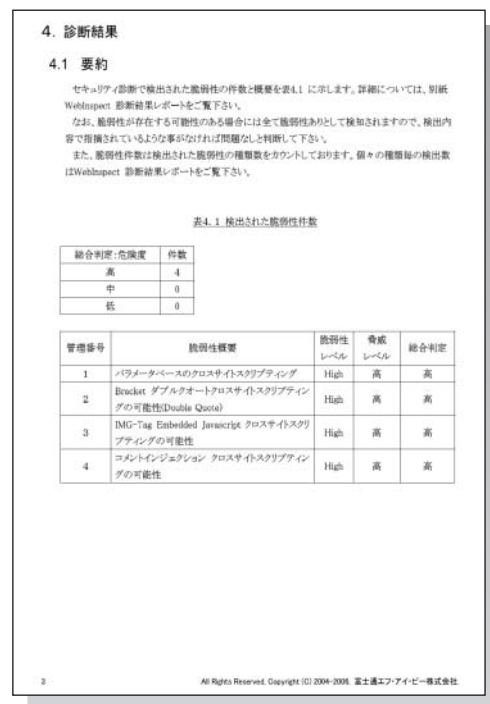 4. 診断結果
4.1 要約
セキュリティ診断で検出された脆弱性の件数と概要を表4.1 に示します。詳細については、別紙
WebInspect 診断結果レポートをご覧下さい。
なお、脆弱性が存在する可能性のある場合には全て脆弱性ありとして検知されますので、検出内
容で指摘されているような事がなければ問題なしと判断して下さい。
また、脆弱性件数は検出された脆弱性の種類数をカウントしております。個々の種類毎の検出数
はWebInspect 診断結果レポートをご覧下さい。
表4. 1 検出された脆弱性件数
総合判定:危険度 件数
高 4
中 0
低 0
管理番号 脆弱性概要 脆弱性レベル 脅威レベル 総合判定
1 パラメータベースのクロスサイトスクリプティング High 高 高
2 Bracket ダブルクオートクロスサイトスクリプティン
グの可能性(Double Quote) High 高 高
3 IMG-Tag Embedded Javascript クロスサイトスクリ
プティングの可能性 High 高 高
4 コメントインジェクション クロスサイトスクリプティン
グの可能性 High 高 高
3 All Rights Reserved, Copyright (C) 2004-2006, 富士通エフ・アイ・ピー株式会社